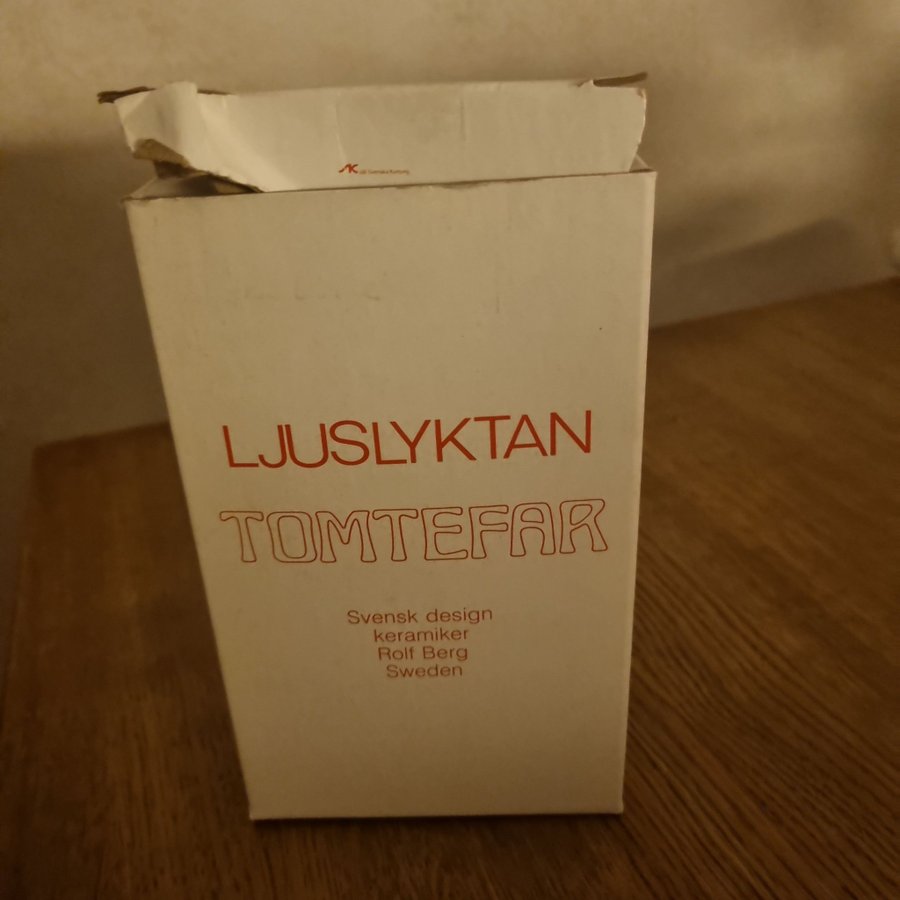 LJUSLYKTAN
TOMTEFAR
Svensk design
keramiker
Rolf Berg
Sweden